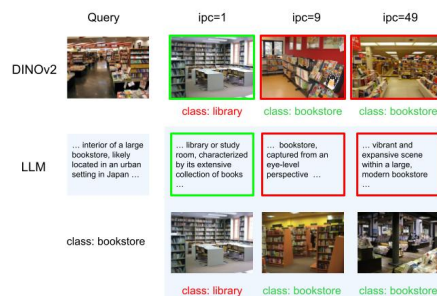 Query ipc=1 ipc=9 ipc=49
DINOv2
class: library class: bookstore class: bookstore
LLM
... interior of a large
bookstore, likely
located in an urban
setting in Japan ...
... library or study
room, characterized
by its extensive
collection of books
...
... bookstore,
captured from an
eye-level
perspective ...
... vibrant and
expansive scene
within a large,
modern bookstore
...
class: bookstore
class: library class: bookstore class: bookstore